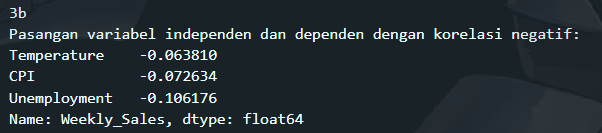 3b
Pasangan variabel independen dan dependen dengan korelasi negatif:
Temperature    -0.063810
CPI            -0.072634
Unemployment   -0.106176
Name: Weekly_Sales, dtype: float64